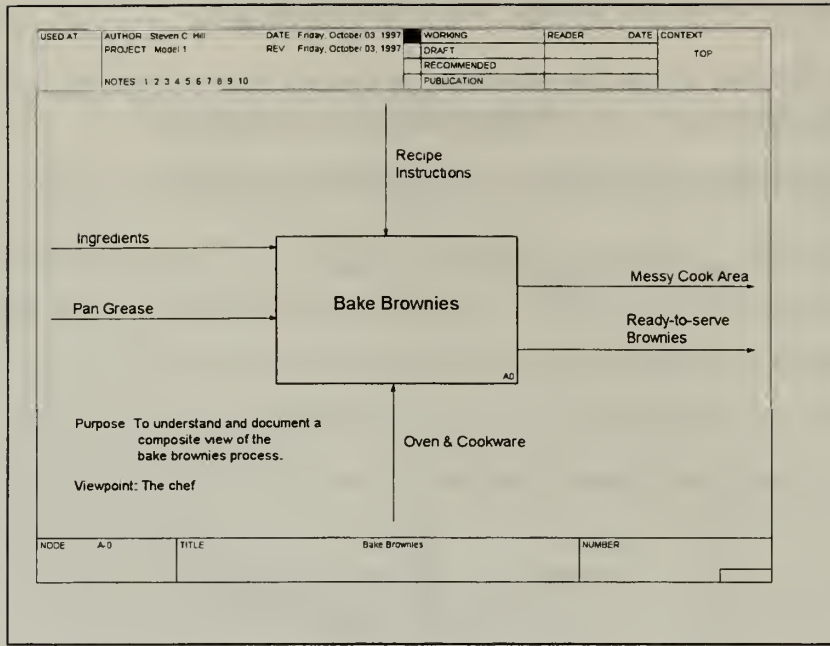 USED AT AUTHOR Steven C Hill DATE Friday, October 03 1997 WORKING READER DATE CONTEXT
PROJECT Model 1 REV Friday, October 03, 1997 DRAFT TOP
RECOMMENDED
NOTES 1 2 3 4 5 6 7 8 9 10 PUBLICATION
Recipe
Instructions
Ingredients
Messy Cook Area
Pan Grease
Bake Brownies
Ready-to-serve
Brownies
A0
Purpose To understand and document a
composite view of the
bake brownies process.
Oven & Cookware
Viewpoint: The chef
NODE A-0 TITLE Bake Brownies NUMBER